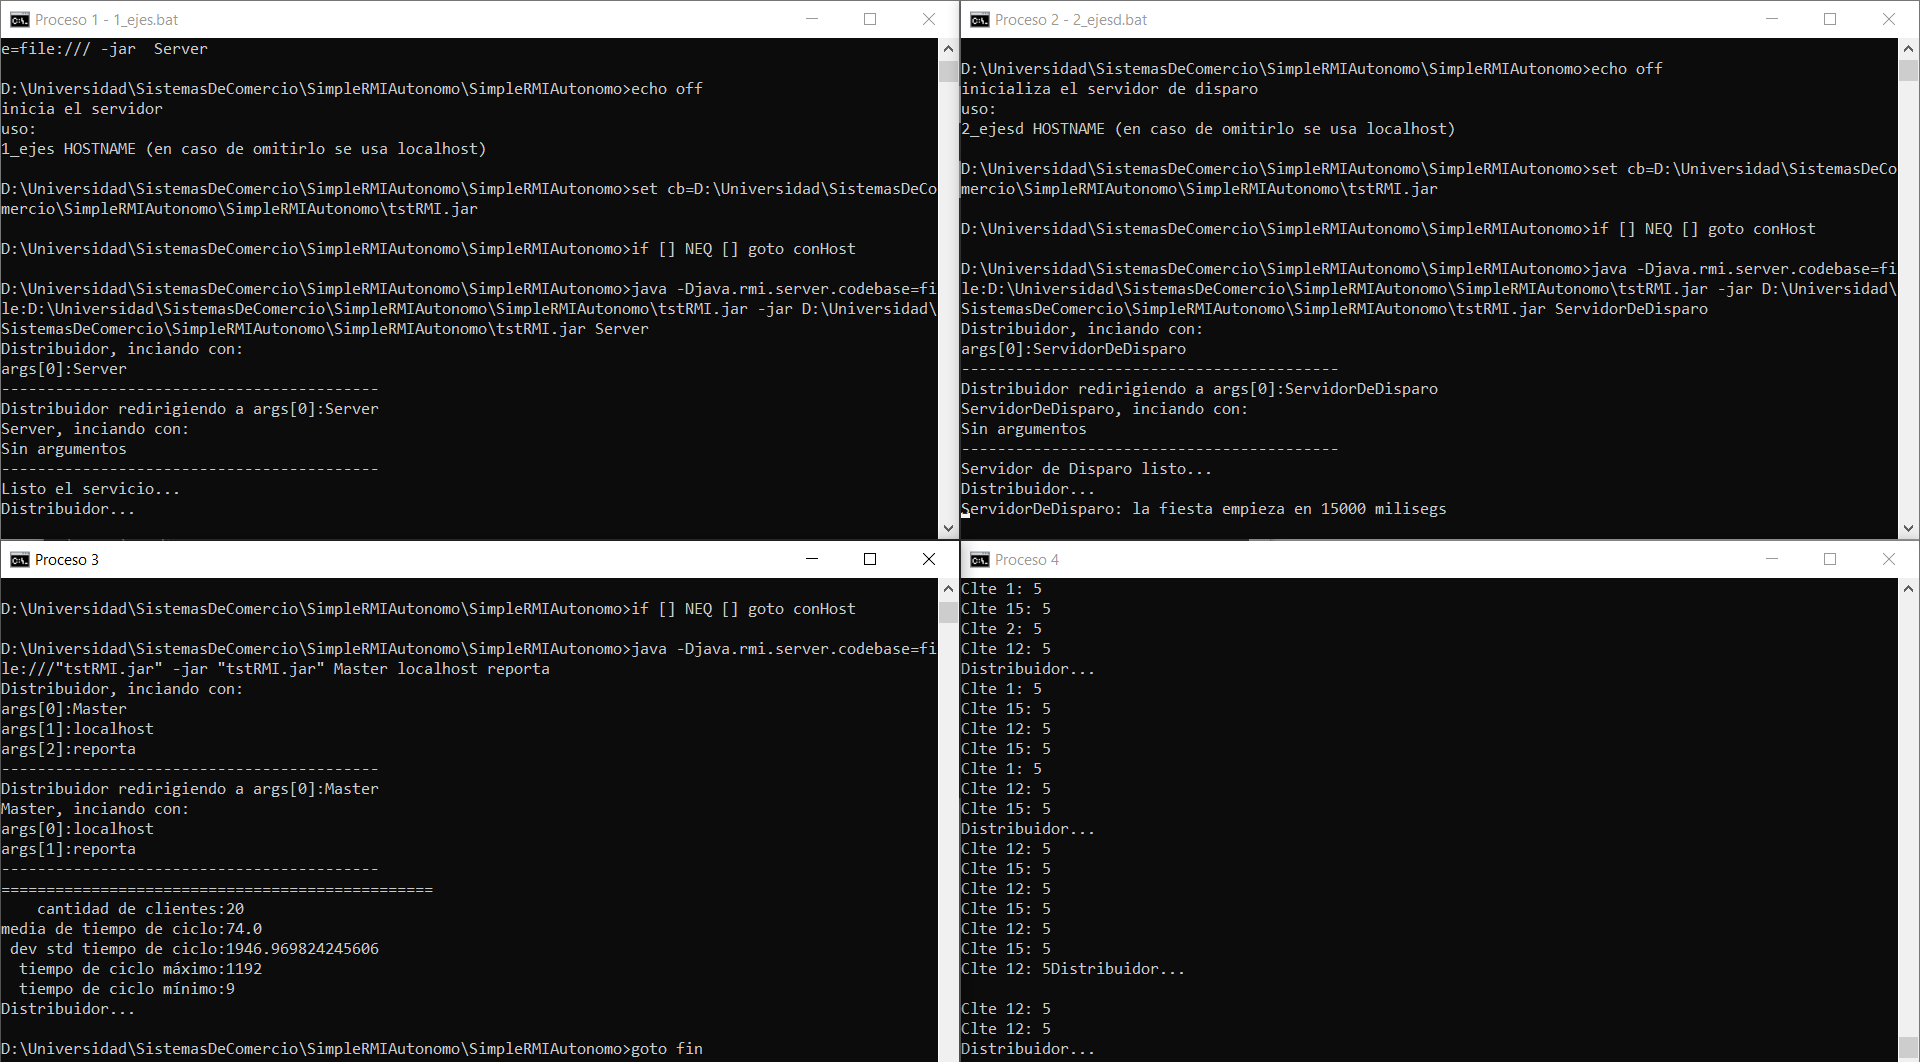 Proceso 1 - 1_ejes.bat
e=file:/// -jar  Server
D:\Universidad\SistemasDeComercio\SimpleRMIAutonomo\SimpleRMIAutonomo>echo off
inicia el servidor
uso:
1_ejes HOSTNAME (en caso de omitirlo se usa localhost)
D:\Universidad\SistemasDeComercio\SimpleRMIAutonomo\SimpleRMIAutonomo>set cb=D:\Universidad\SistemasDeCo
mercio\SimpleRMIAutonomo\SimpleRMIAutonomo\tstRMI.jar
D:\Universidad\SistemasDeComercio\SimpleRMIAutonomo\SimpleRMIAutonomo>if [] NEQ [] goto conHost
D:\Universidad\SistemasDeComercio\SimpleRMIAutonomo\SimpleRMIAutonomo>java -Djava.rmi.server.codebase=fi
le:D:\Universidad\SistemasDeComercio\SimpleRMIAutonomo\SimpleRMIAutonomo\tstRMI.jar -jar D:\Universidad\
SistemasDeComercio\SimpleRMIAutonomo\SimpleRMIAutonomo\tstRMI.jar Server
Distribuidor, inciando con:
args[0]:Server
------------------------------------------
Distribuidor redirigiendo a args[0]:Server
Server, inciando con:
Sin argumentos
------------------------------------------
Listo el servicio...
Distribuidor...
Proceso 2 - 2_ejesd.bat
D:\Universidad\SistemasDeComercio\SimpleRMIAutonomo\SimpleRMIAutonomo>echo off
inicializa el servidor de disparo
uso:
2_ejesd HOSTNAME (en caso de omitirlo se usa localhost)
D:\Universidad\SistemasDeComercio\SimpleRMIAutonomo\SimpleRMIAutonomo>set cb=D:\Universidad\SistemasDeCo
mercio\SimpleRMIAutonomo\SimpleRMIAutonomo\tstRMI.jar
D:\Universidad\SistemasDeComercio\SimpleRMIAutonomo\SimpleRMIAutonomo>if [] NEQ [] goto conHost
D:\Universidad\SistemasDeComercio\SimpleRMIAutonomo\SimpleRMIAutonomo>java -Djava.rmi.server.codebase=fi
le:D:\Universidad\SistemasDeComercio\SimpleRMIAutonomo\SimpleRMIAutonomo\tstRMI.jar -jar D:\Universidad\
SistemasDeComercio\SimpleRMIAutonomo\SimpleRMIAutonomo\tstRMI.jar ServidorDeDisparo
Distribuidor, inciando con:
args[0]:ServidorDeDisparo
------------------------------------------
Distribuidor redirigiendo a args[0]:ServidorDeDisparo
ServidorDeDisparo, inciando con:
Sin argumentos
------------------------------------------
Servidor de Disparo listo...
Distribuidor...
ServidorDeDisparo: la fiesta empieza en 15000 milisegs
Proceso 3
D:\Universidad\SistemasDeComercio\SimpleRMIAutonomo\SimpleRMIAutonomo>if [] NEQ [] goto conHost
D:\Universidad\SistemasDeComercio\SimpleRMIAutonomo\SimpleRMIAutonomo>java -Djava.rmi.server.codebase=fi
le:///"tstRMI.jar" -jar "tstRMI.jar" Master localhost reporta
Distribuidor, inciando con:
args[0]:Master
args[1]:localhost
args[2]:reporta
------------------------------------------
Distribuidor redirigiendo a args[0]:Master
Master, inciando con:
args[0]:localhost
args[1]:reporta
------------------------------------------
================================================
    cantidad de clientes:20
media de tiempo de ciclo:74.0
 dev std tiempo de ciclo:1946.969824245606
  tiempo de ciclo máximo:1192
  tiempo de ciclo mínimo:9
Distribuidor...
D:\Universidad\SistemasDeComercio\SimpleRMIAutonomo\SimpleRMIAutonomo>goto fin
Proceso 4
Clte 1: 5
Clte 15: 5
Clte 2: 5
Clte 12: 5
Distribuidor...
Clte 1: 5
Clte 15: 5
Clte 12: 5
Clte 15: 5
Clte 1: 5
Clte 12: 5
Clte 15: 5
Distribuidor...
Clte 12: 5
Clte 15: 5
Clte 12: 5
Clte 15: 5
Clte 12: 5
Clte 15: 5
Clte 12: 5Distribuidor...
Clte 12: 5
Clte 12: 5
Distribuidor...